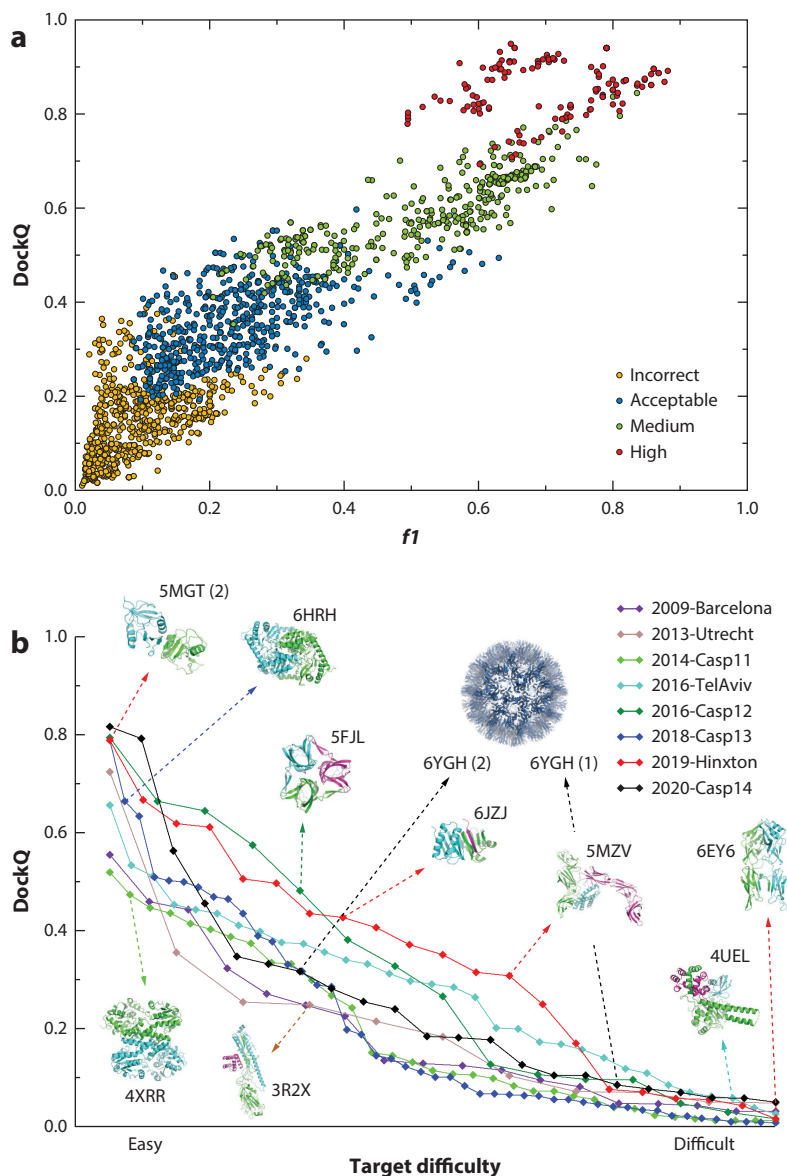 a
1.0
0.8
0.6
0.4
0.2
0.0
DockQ
Incorrect
Acceptable
Medium
High
0.0 0.2 0.4 0.6 0.8 1.0
f1
b
5MGT (2)
6HRH
2009-Barcelona
2013-Utrecht
2014-Casp11
2016-TelAviv
2016-Casp12
2018-Casp13
2019-Hinxton
2020-Casp14
1.0
0.8
0.6
0.4
0.2
0.0
DockQ
5FJL
6YGH (2)
6YGH (1)
6JZJ
5MZV
6EY6
4UEL
4XRR
3R2X
Easy
Difficult
Target difficulty